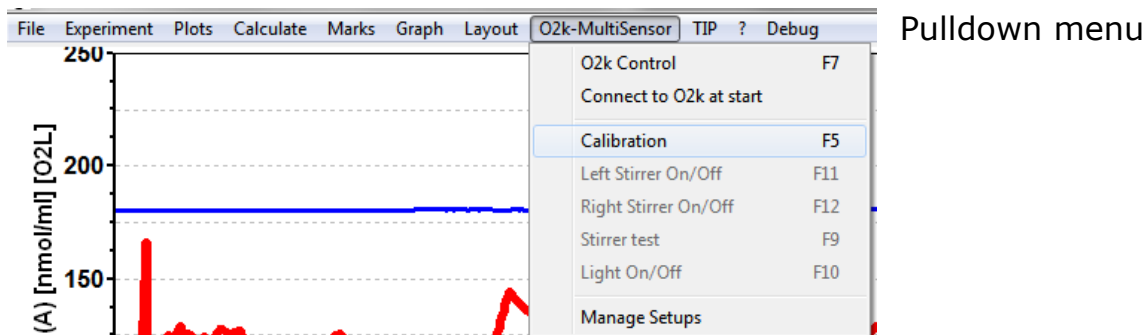 File Experiment Plots Calculate Marks Graph Layout O2k-MultiSensor TIP ? Debug
Pulldown menu
O2k Control F7
Connect to O2k at start
Calibration F5
Left Stirrer On/Off F11
Right Stirrer On/Off F12
Stirrer test F9
Light On/Off F10
Manage Setups
250
200
150
(A) [nmol/ml] [O2L]